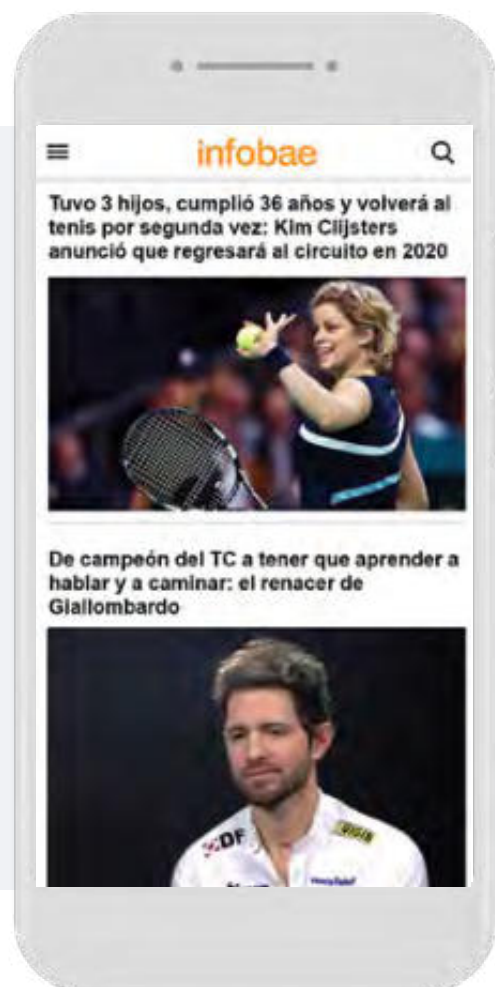 infobae
Tuvo 3 hijos, cumplió 36 años y volverá al
tenis por segunda vez: Kim Clijsters
anunció que regresará al circuito en 2020
De campeón del TC a tener que aprender a
hablar y a caminar: el renacer de
Giallombardo
DF